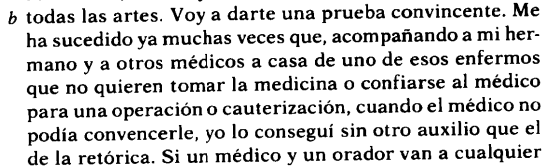 b todas las artes. Voy a darte una prueba convincente. Me
ha sucedido ya muchas veces que, acompañando a mi her-
mano y a otros médicos a casa de uno de esos enfermos
que no quieren tomar la medicina o confiarse al médico
para una operación o cauterización, cuando el médico no
podía convencerle, yo lo conseguí sin otro auxilio que el
de la retórica. Si un médico y un orador van a cualquier